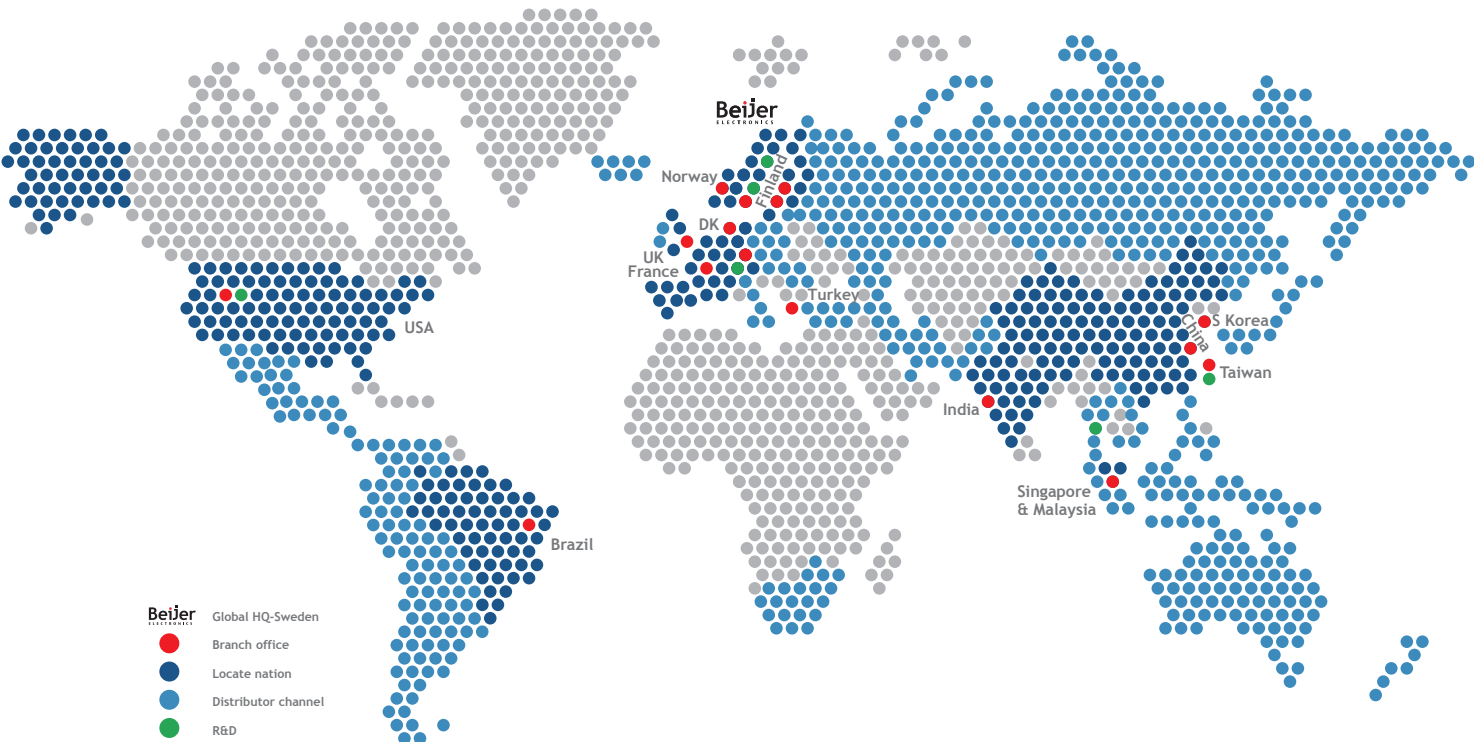 Beijer
ELECTRONICS
Norway
Finland
DK
UK
France
Turkey
USA
China
S Korea
Taiwan
India
Singapore
& Malaysia
Brazil
Beijer
ELECTRONICS
Global HQ-Sweden
Branch office
Locate nation
Distributor channel
R&D